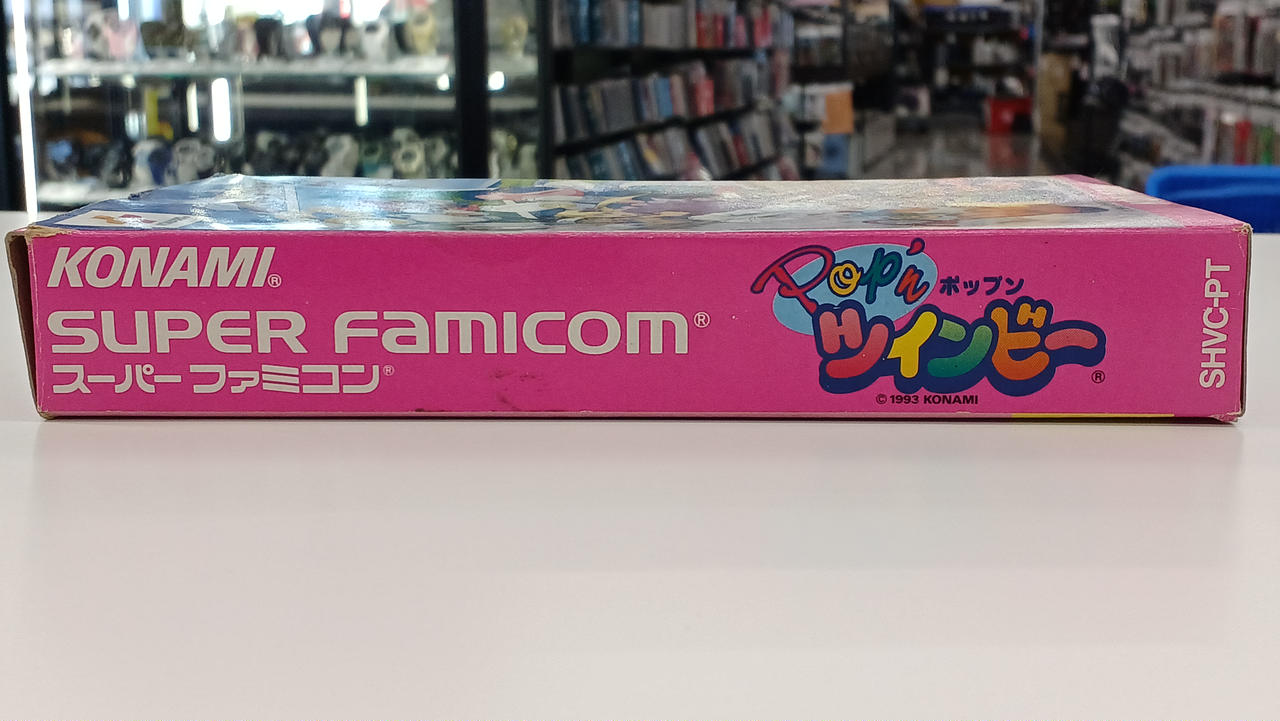 KONAMI®
SUPER FAMICOM®
スーパーファミコン®
Pop'n ポップン
ツインビー®
© 1993 KONAMI
SHVC-PT